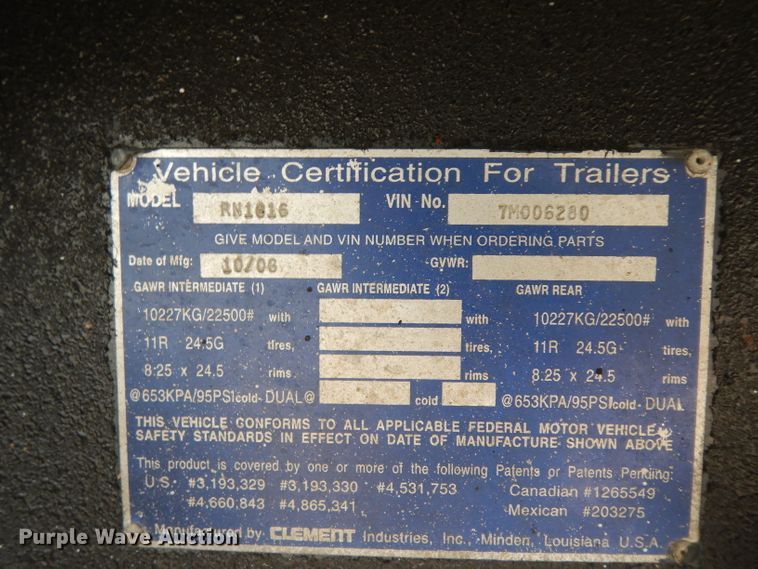 Vehicle Certification For Trailers
MODEL RN1016 VIN No. 7M006280
GIVE MODEL AND VIN NUMBER WHEN ORDERING PARTS
Date of Mfg: 10/06 GVWR:
GAWR INTERMEDIATE (1) GAWR INTERMEDIATE (2) GAWR REAR
10227KG/22500# with with 10227KG/22500# with
11R 24.5G tires, tires, 11R 24.5G tires,
8.25 x 24.5 rims rims 8.25 x 24.5 rims
@653KPA/95PSIcold-DUAL@ cold @653KPA/95PSIcold-DUAL
THIS VEHICLE CONFORMS TO ALL APPLICABLE FEDERAL MOTOR VEHICLE
SAFETY STANDARDS IN EFFECT ON DATE OF MANUFACTURE SHOWN ABOVE
This product is covered by one or more of the following Patents or Patents Pending:
U.S. #3,193,329 #3,193,330 #4,531,753 Canadian #1265549
#4,660,843 #4,865,341 Mexican #203275
Manufactured by CLEMENT Industries, Inc., Minden, Louisiana U.S.A.
Purple Wave Auction